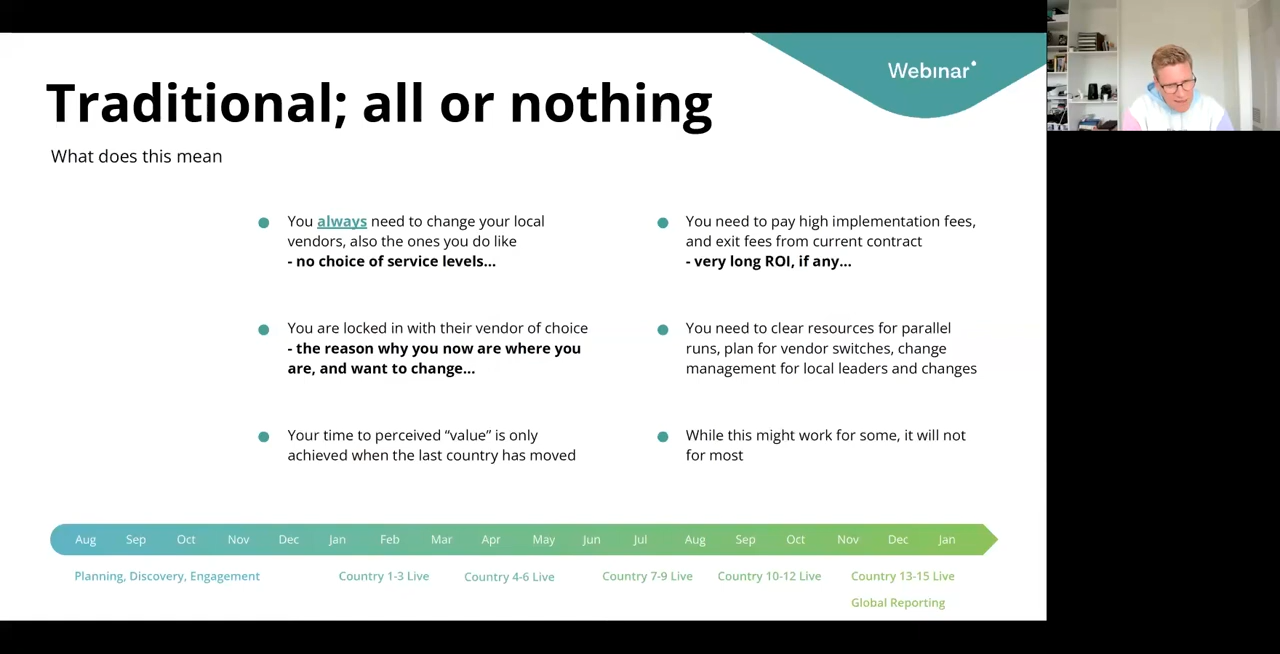 Webinar
Traditional; all or nothing
What does this mean
You always need to change your local
vendors, also the ones you do like
- no choice of service levels...
You are locked in with their vendor of choice
- the reason why you now are where you
are, and want to change...
Your time to perceived “value” is only
achieved when the last country has moved
You need to pay high implementation fees,
and exit fees from current contract
- very long ROI, if any...
You need to clear resources for parallel
runs, plan for vendor switches, change
management for local leaders and changes
While this might work for some, it will not
for most
Aug Sep Oct Nov Dec Jan Feb Mar Apr May Jun Jul Aug Sep Oct Nov Dec Jan
Planning, Discovery, Engagement Country 1-3 Live Country 4-6 Live Country 7-9 Live Country 10-12 Live Country 13-15 Live
Global Reporting